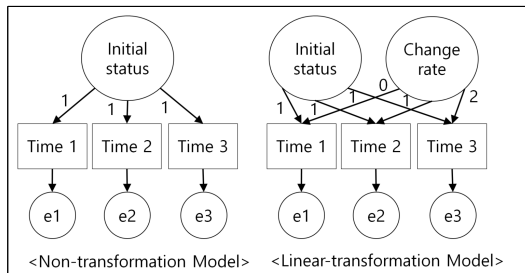 Initial
status
1
1
1
Time 1
Time 2
Time 3
e1
e2
e3
<Non-transformation Model>
Initial
status
Change
rate
1
1
1
0
1
2
Time 1
Time 2
Time 3
e1
e2
e3
<Linear-transformation Model>